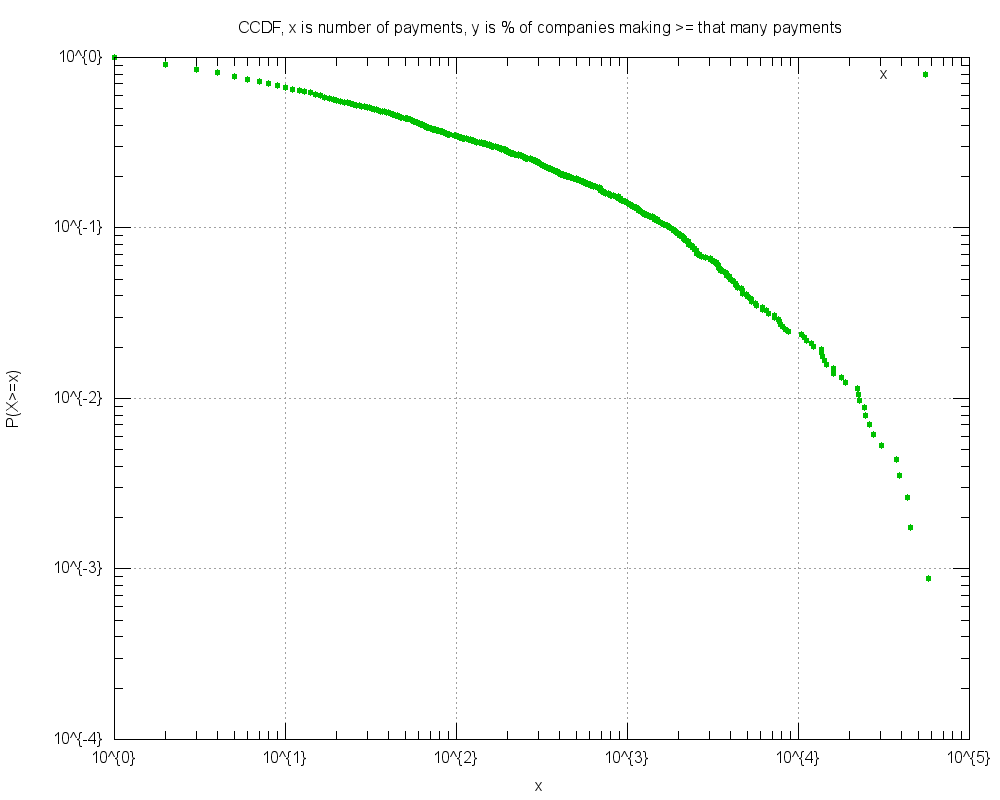 CCDF, x is number of payments, y is % of companies making >= that many payments
10^{0}
x
10^{-1}
P(X>=x)
10^{-2}
10^{-3}
10^{-4}
10^{0} 10^{1} 10^{2} 10^{3} 10^{4} 10^{5}
x